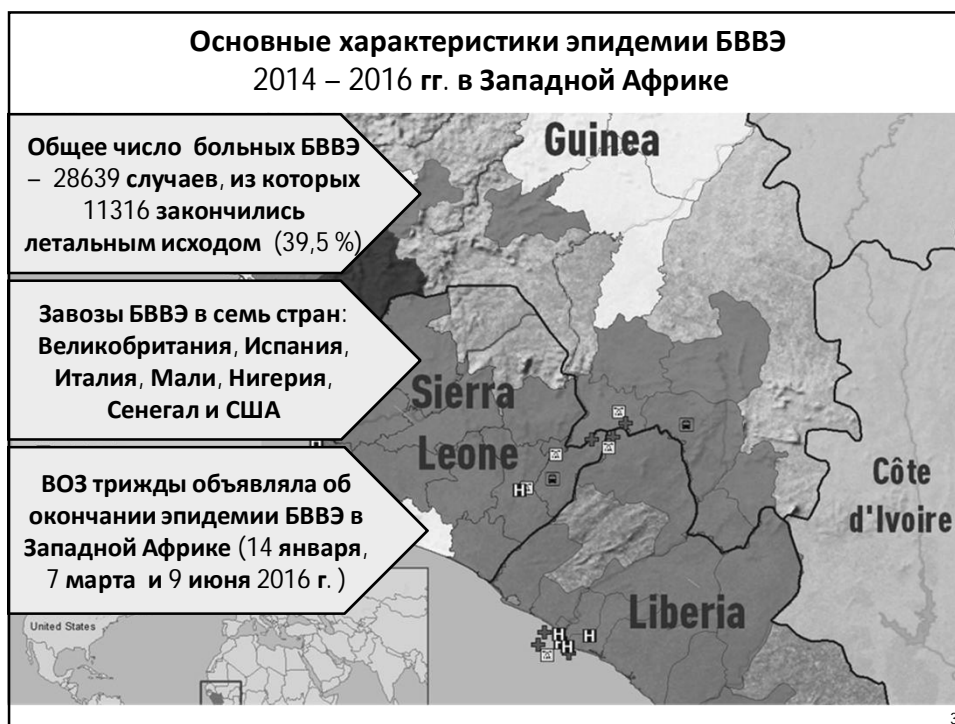 Основные характеристики эпидемии БВВЭ
2014 – 2016 гг. в Западной Африке
Общее число больных БВВЭ
– 28639 случаев, из которых
11316 закончились
летальным исходом (39,5 %)
Завозы БВВЭ в семь стран:
Великобритания, Испания,
Италия, Мали, Нигерия,
Сенегал и США
ВОЗ трижды объявляла об
окончании эпидемии БВВЭ в
Западной Африке (14 января,
7 марта и 9 июня 2016 г. )
Guinea
Sierra
Leone
Côte
d'Ivoire
Liberia
United States
H
H
H
H
H
3